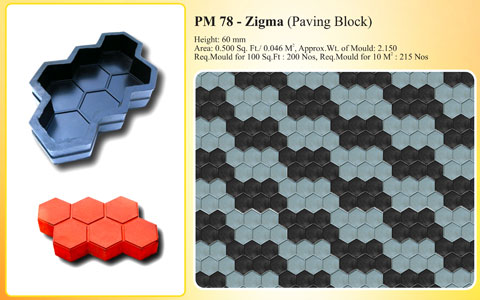 PM 78 - Zigma (Paving Block)
Height: 60 mm
Area: 0.500 Sq. Ft./ 0.046 M², Approx.Wt. of Mould: 2.150
Req.Mould for 100 Sq.Ft : 200 Nos, Req.Mould for 10 M² : 215 Nos